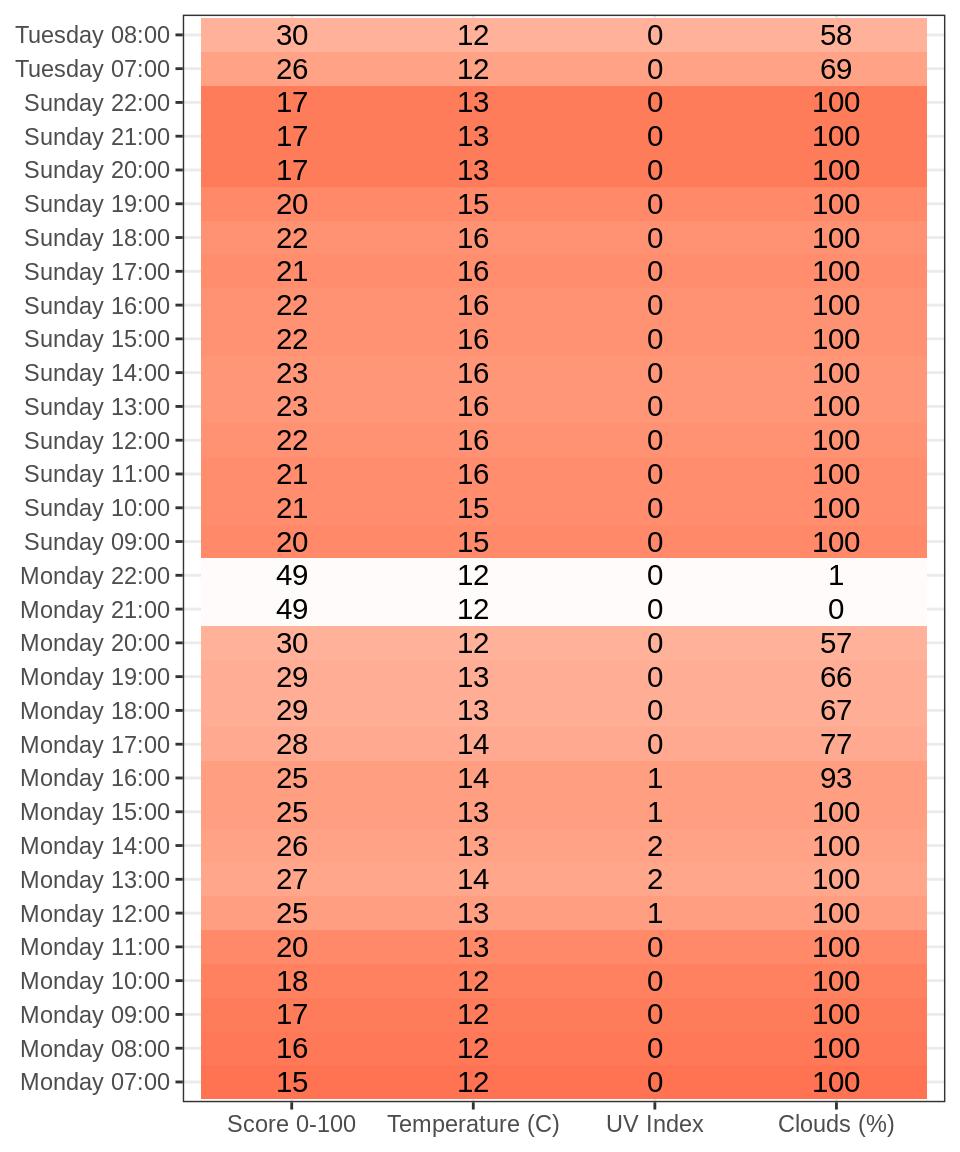 Tuesday 08:00 30 12 0 58
Tuesday 07:00 26 12 0 69
Sunday 22:00 17 13 0 100
Sunday 21:00 17 13 0 100
Sunday 20:00 17 13 0 100
Sunday 19:00 20 15 0 100
Sunday 18:00 22 16 0 100
Sunday 17:00 21 16 0 100
Sunday 16:00 22 16 0 100
Sunday 15:00 22 16 0 100
Sunday 14:00 23 16 0 100
Sunday 13:00 23 16 0 100
Sunday 12:00 22 16 0 100
Sunday 11:00 21 16 0 100
Sunday 10:00 21 15 0 100
Sunday 09:00 20 15 0 100
Monday 22:00 49 12 0 1
Monday 21:00 49 12 0 0
Monday 20:00 30 12 0 57
Monday 19:00 29 13 0 66
Monday 18:00 29 13 0 67
Monday 17:00 28 14 0 77
Monday 16:00 25 14 1 93
Monday 15:00 25 13 1 100
Monday 14:00 26 13 2 100
Monday 13:00 27 14 2 100
Monday 12:00 25 13 1 100
Monday 11:00 20 13 0 100
Monday 10:00 18 12 0 100
Monday 09:00 17 12 0 100
Monday 08:00 16 12 0 100
Monday 07:00 15 12 0 100
Score 0-100 Temperature (C) UV Index Clouds (%)